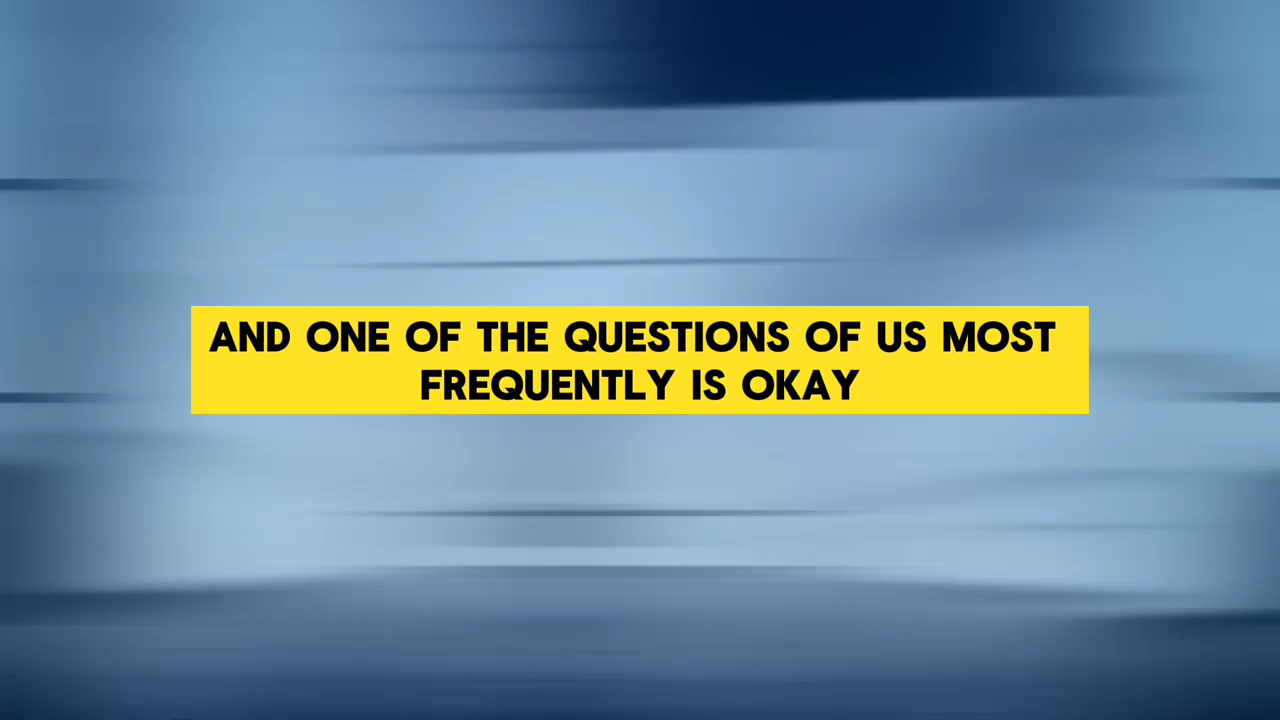 AND ONE OF THE QUESTIONS OF US MOST
FREQUENTLY IS OKAY